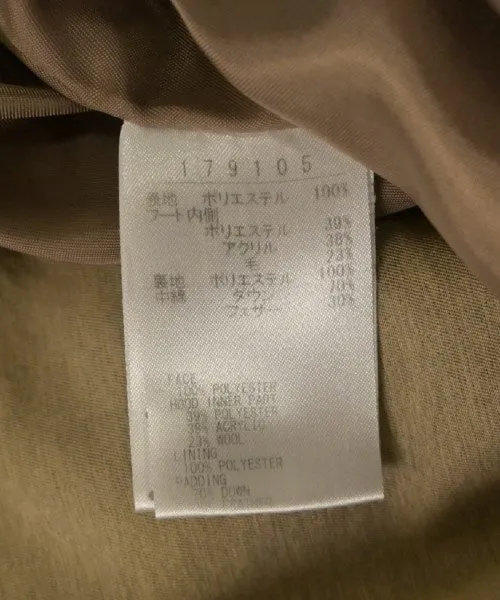 179105
表地 ポリエステル 100%
フード内側
ポリエステル 39%
アクリル 38%
毛 23%
裏地 ポリエステル 100%
中綿 ダウン 70%
フェザー 30%
FACE
100% POLYESTER
HOOD INNER PART
39% POLYESTER
38% ACRYLIC
23% WOOL
LINING
100% POLYESTER
PADDING
70% DOWN
FEATHER